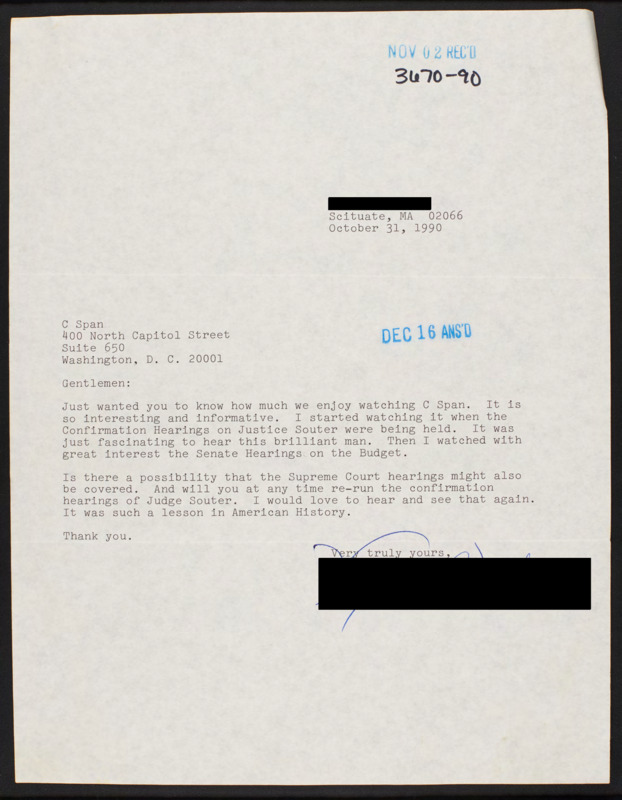 NOV 02 REC'D
3670-90
Scituate, MA 02066
October 31, 1990
C Span
400 North Capitol Street
Suite 650
Washington, D. C. 20001
DEC 16 ANS'D
Gentlemen:
Just wanted you to know how much we enjoy watching C Span. It is
so interesting and informative. I started watching it when the
Confirmation Hearings on Justice Souter were being held. It was
just fascinating to hear this brilliant man. Then I watched with
great interest the Senate Hearings on the Budget.
Is there a possibility that the Supreme Court hearings might also
be covered. And will you at any time re-run the confirmation
hearings of Judge Souter. I would love to hear and see that again.
It was such a lesson in American History.
Thank you.
Very truly yours,